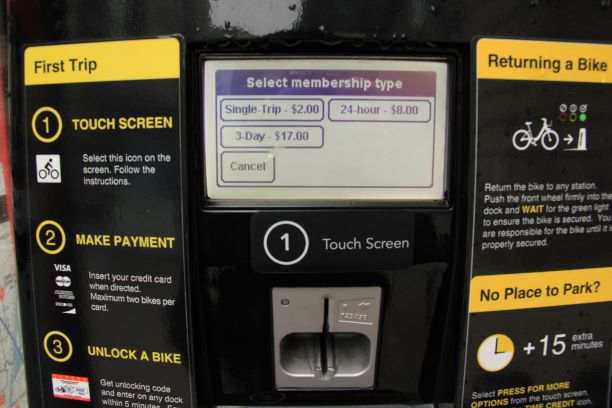 First Trip
1 TOUCH SCREEN
Select this icon on the
screen. Follow the
instructions.
2 MAKE PAYMENT
VISA
Insert your credit card
when directed.
Maximum two bikes per
card.
DISCOVER
3 UNLOCK A BIKE
Get unlocking code
and enter on any dock
within 5 minutes.
Select membership type
Single-Trip - $2.00
24-hour - $8.00
3-Day - $17.00
Cancel
1 Touch Screen
123456
Returning a Bike
Return the bike to any station.
Push the front wheel firmly into the
dock and WAIT for the green light
to ensure the bike is secured. You
are responsible for the bike until it is
properly secured.
No Place to Park?
+15 extra
minutes
Select PRESS FOR MORE
OPTIONS from the touch screen,
TIME CREDIT icon.